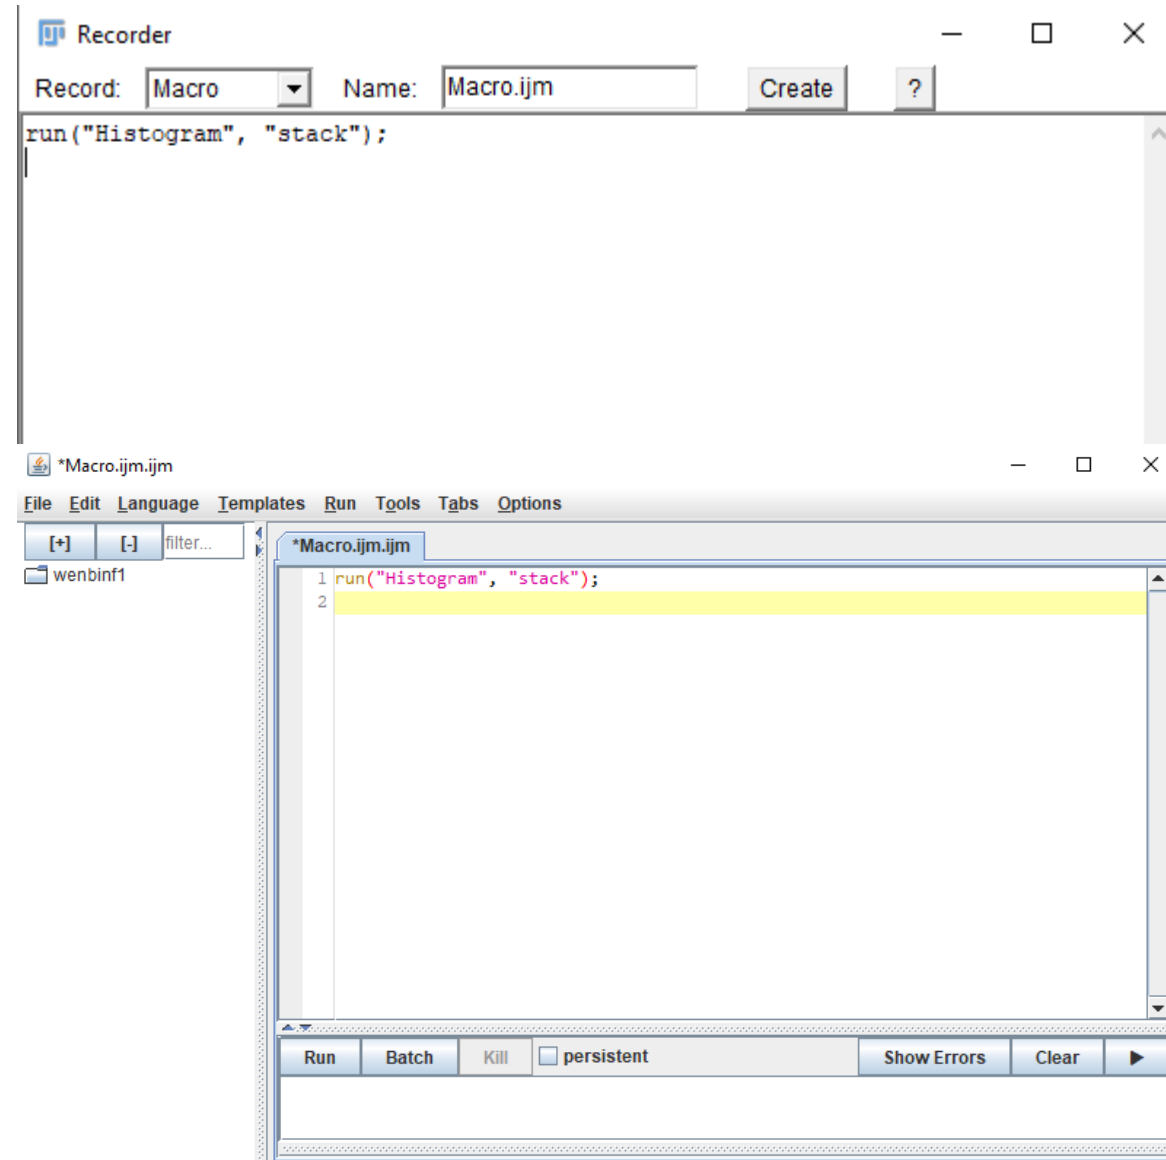 Recorder
Record: Macro Name: Macro.ijm Create ?
run("Histogram", "stack");
*Macro.ijm.ijm
File Edit Language Templates Run Tools Tabs Options
[+] [-] filter...
*Macro.ijm.ijm
wenbinf1
1 run("Histogram", "stack");
2
Run Batch Kill persistent Show Errors Clear